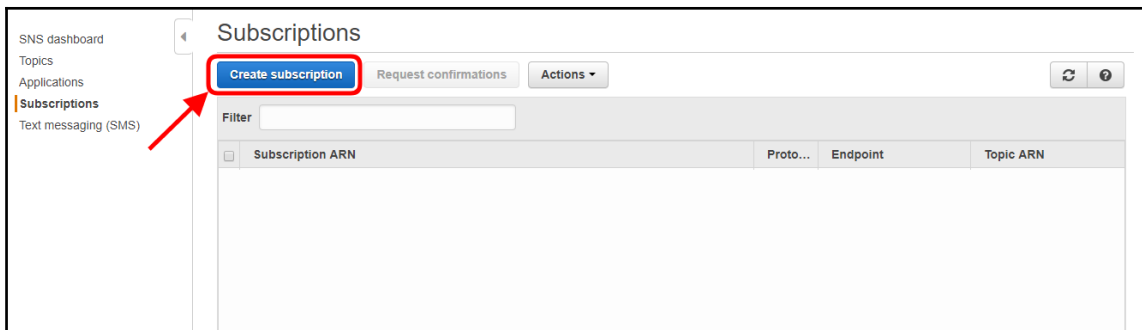 SNS dashboard
Topics
Applications
Subscriptions
Text messaging (SMS)
Subscriptions
Create subscription Request confirmations Actions
Filter
Subscription ARN Proto... Endpoint Topic ARN